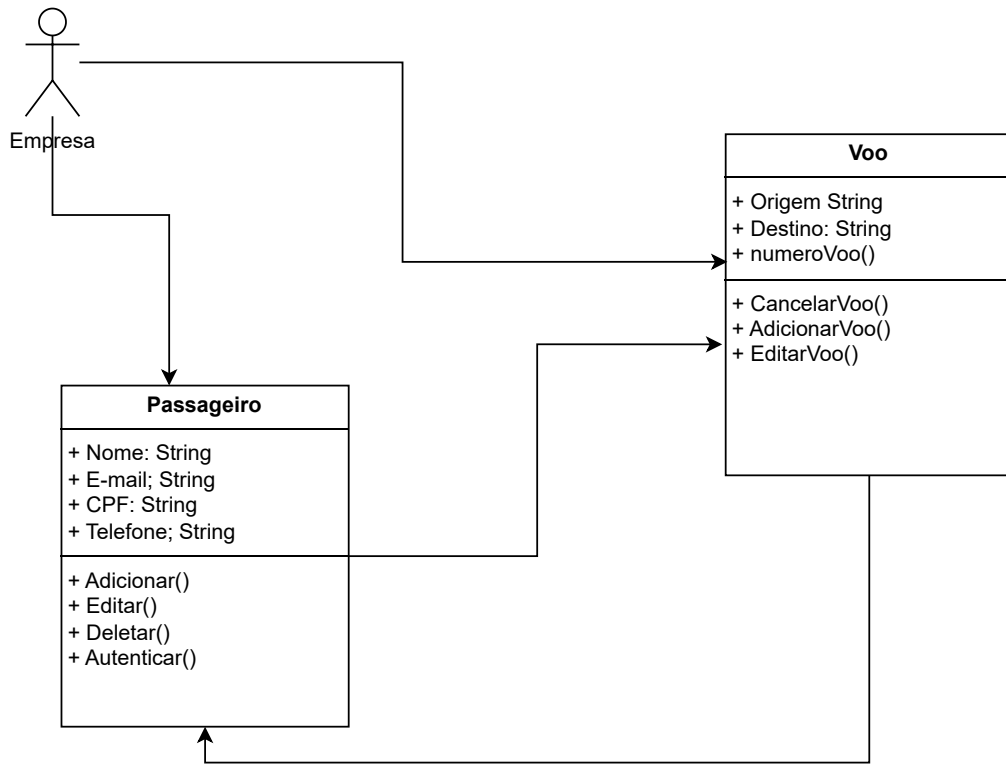 Empresa
Voo
+ Origem String
+ Destino: String
+ numeroVoo()
+ CancelarVoo()
+ AdicionarVoo()
+ EditarVoo()
Passageiro
+ Nome: String
+ E-mail; String
+ CPF: String
+ Telefone; String
+ Adicionar()
+ Editar()
+ Deletar()
+ Autenticar()